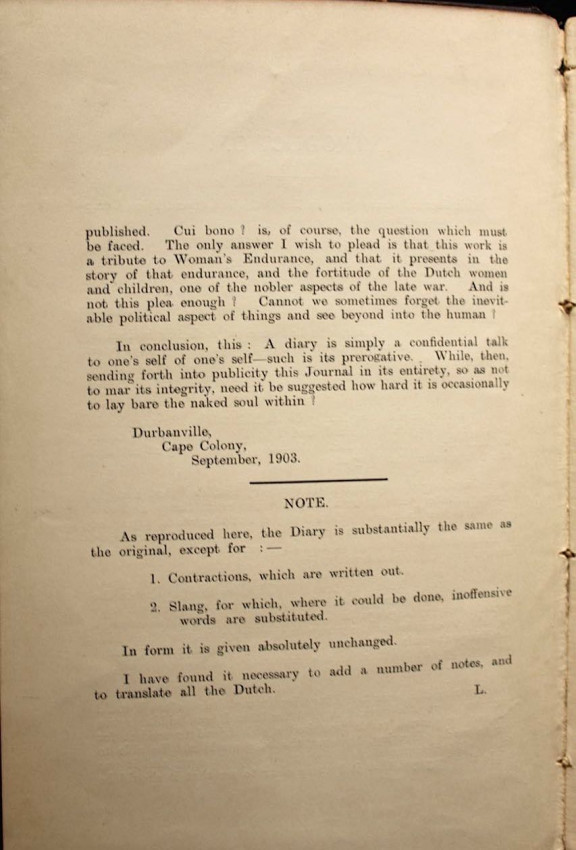 published. Cui bono ? is, of course, the question which must
be faced. The only answer I wish to plead is that this work is
a tribute to Woman's Endurance, and that it presents in the
story of that endurance, and the fortitude of the Dutch women
and children, one of the nobler aspects of the late war. And is
not this plea enough ? Cannot we sometimes forget the inevit-
able political aspect of things and see beyond into the human ?
In conclusion, this : A diary is simply a confidential talk
to one's self of one's self—such is its prerogative. While, then,
sending forth into publicity this Journal in its entirety, so as not
to mar its integrity, need it be suggested how hard it is occasionally
to lay bare the naked soul within ?
Durbanville,
Cape Colony,
September, 1903.
NOTE.
As reproduced here, the Diary is substantially the same as
the original, except for :—
1. Contractions, which are written out.
2. Slang, for which, where it could be done, inoffensive
words are substituted.
In form it is given absolutely unchanged.
I have found it necessary to add a number of notes, and
to translate all the Dutch. L.